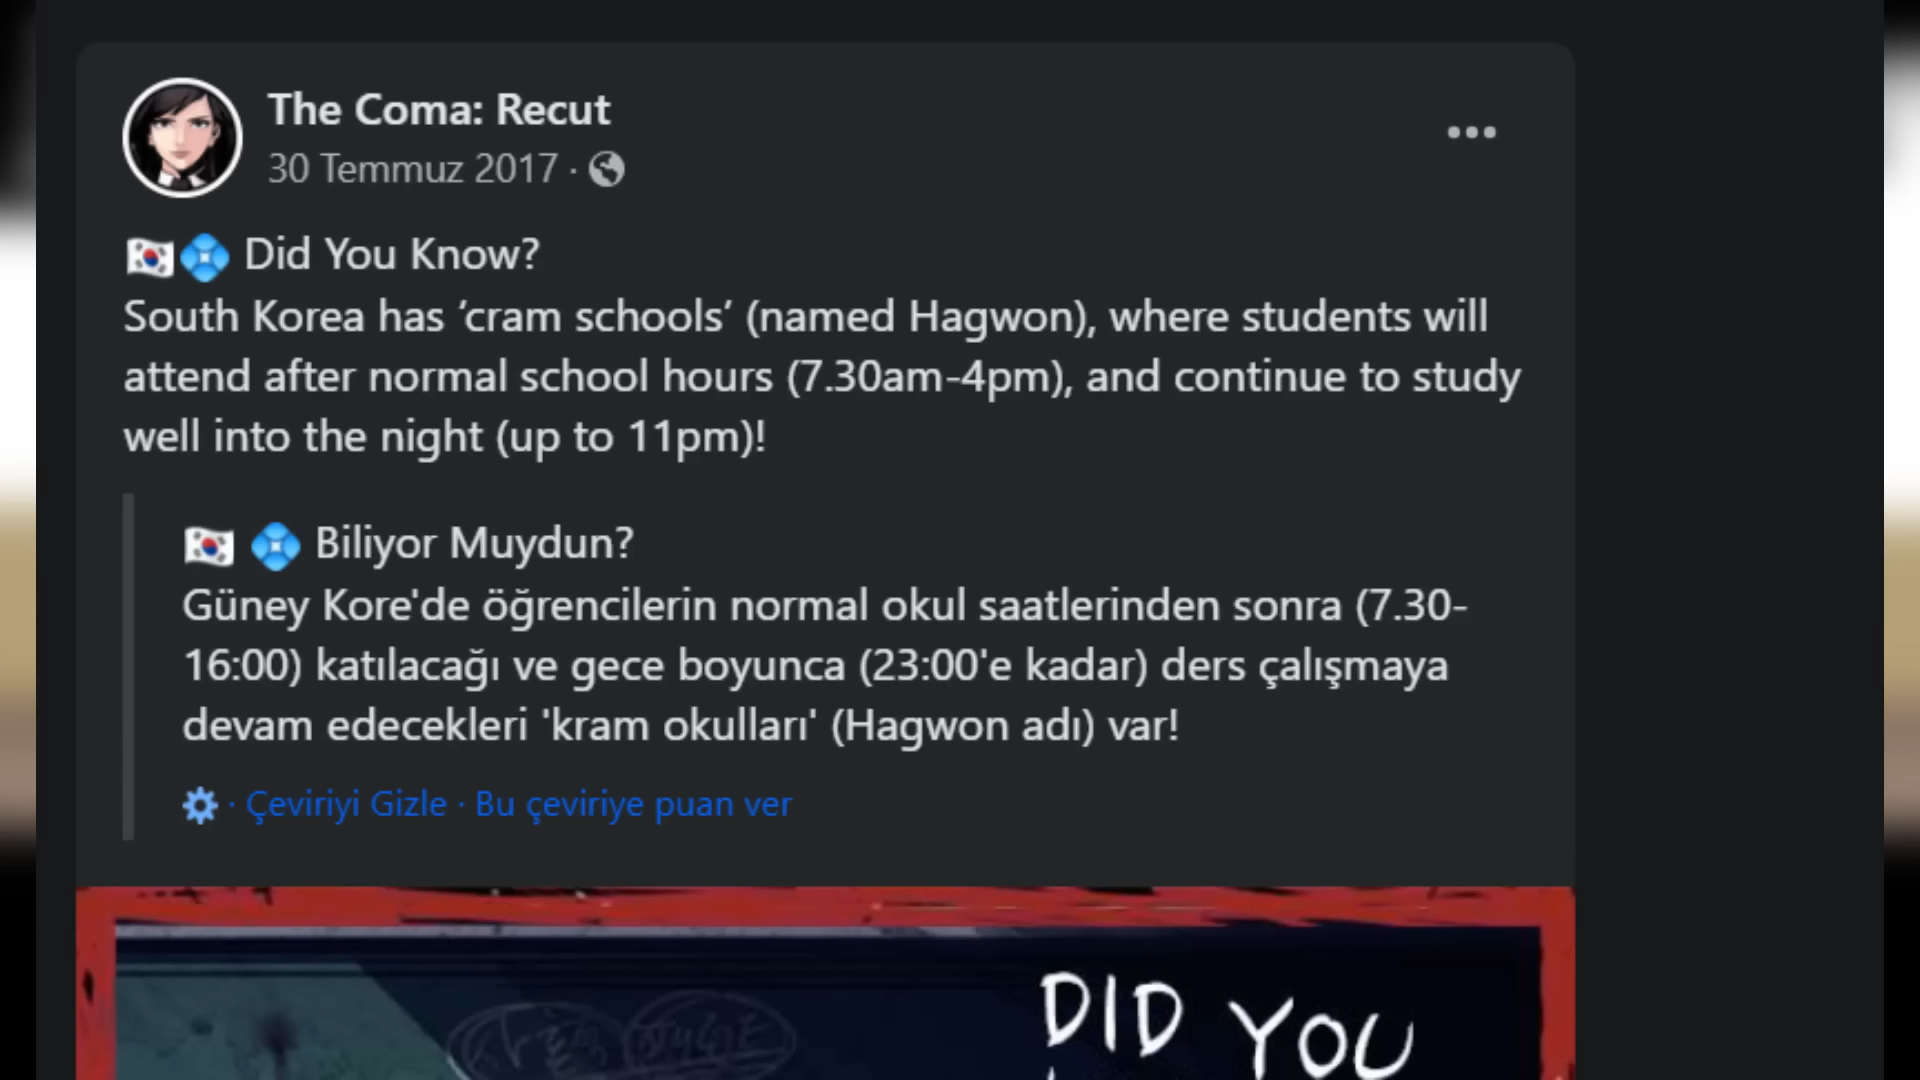 The Coma: Recut
30 Temmuz 2017 ·
🇰🇷💠 Did You Know?
South Korea has ‘cram schools’ (named Hagwon), where students will
attend after normal school hours (7.30am-4pm), and continue to study
well into the night (up to 11pm)!
🇰🇷 💠 Biliyor Muydun?
Güney Kore'de öğrencilerin normal okul saatlerinden sonra (7.30-
16:00) katılacağı ve gece boyunca (23:00'e kadar) ders çalışmaya
devam edecekleri 'kram okulları' (Hagwon adı) var!
· Çeviriyi Gizle · Bu çeviriye puan ver
DID YOU